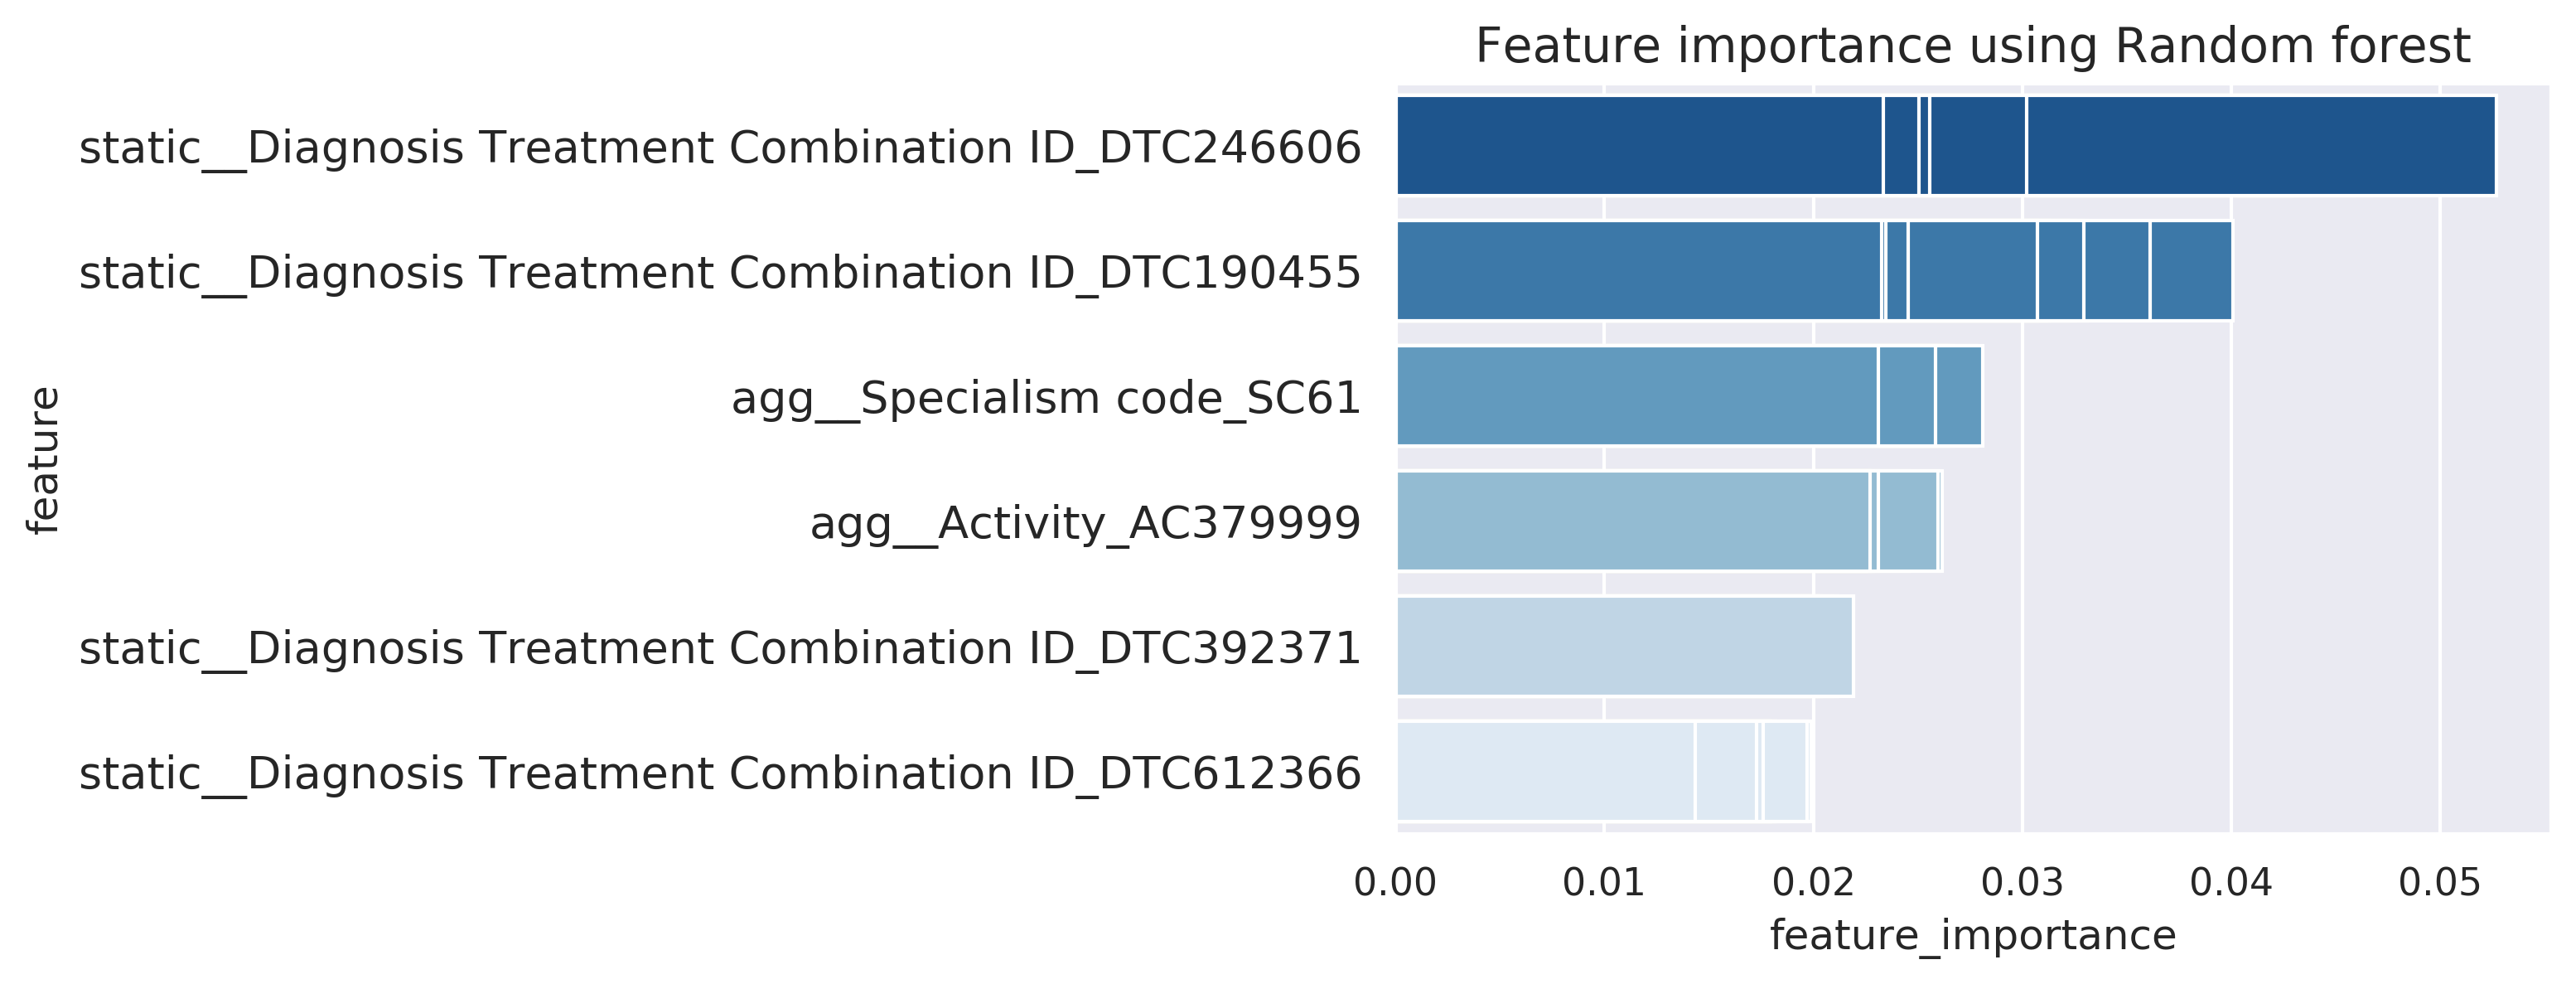 Feature importance using Random forest
static__Diagnosis Treatment Combination ID_DTC246606
static__Diagnosis Treatment Combination ID_DTC190455
agg__Specialism code_SC61
agg__Activity_AC379999
static__Diagnosis Treatment Combination ID_DTC392371
static__Diagnosis Treatment Combination ID_DTC612366
feature
0.00 0.01 0.02 0.03 0.04 0.05
feature_importance